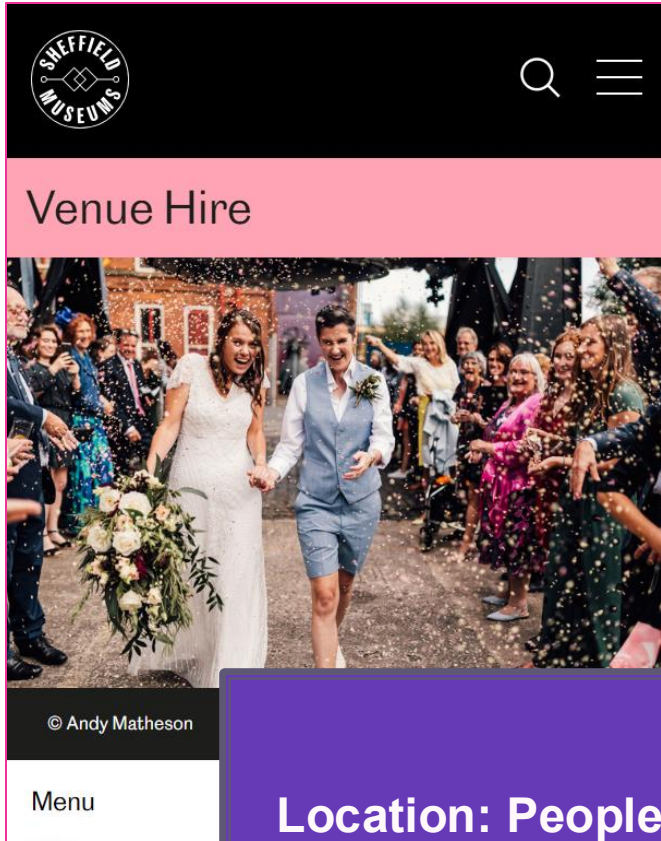 SHEFFIELD
MUSEUMS
Venue Hire
© Andy Matheson
Menu
Location: People